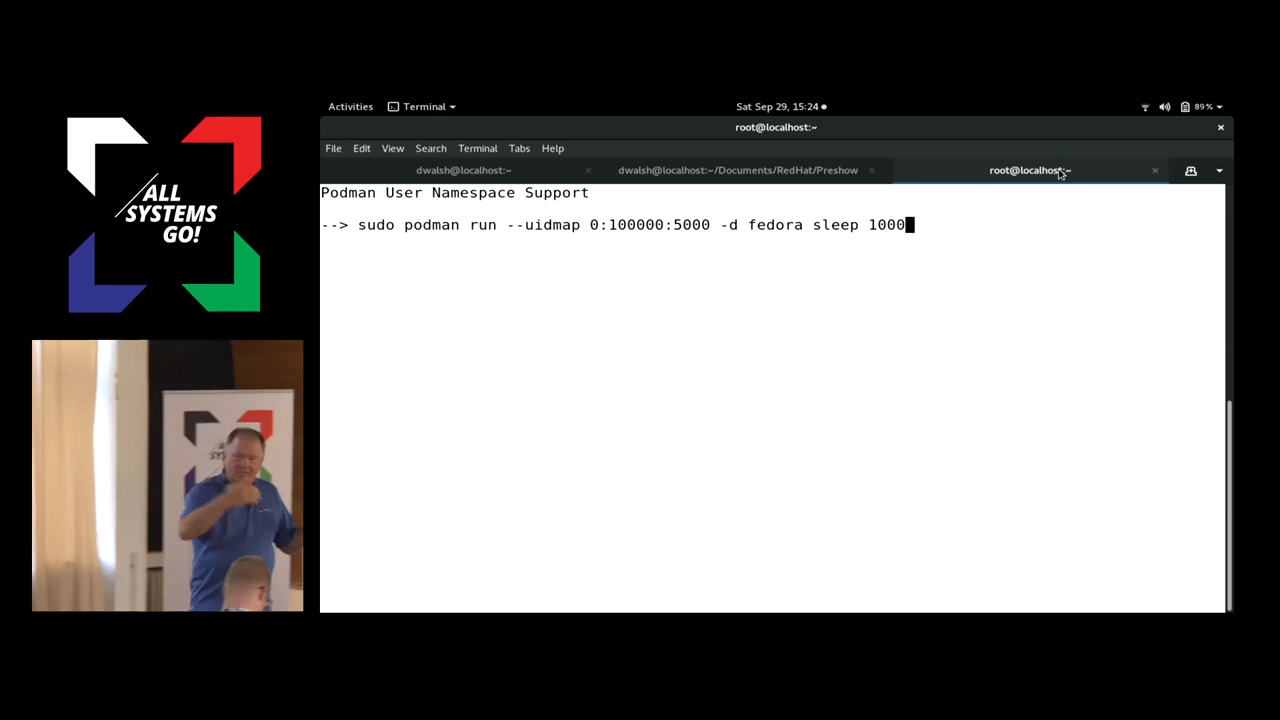 ALL
SYSTEMS
GO!
Activities Terminal Sat Sep 29, 15:24 89%
root@localhost:~
File Edit View Search Terminal Tabs Help
dwalsh@localhost:~ dwalsh@localhost:~/Documents/RedHat/Preshow root@localhost:~
Podman User Namespace Support
--> sudo podman run --uidmap 0:100000:5000 -d fedora sleep 1000